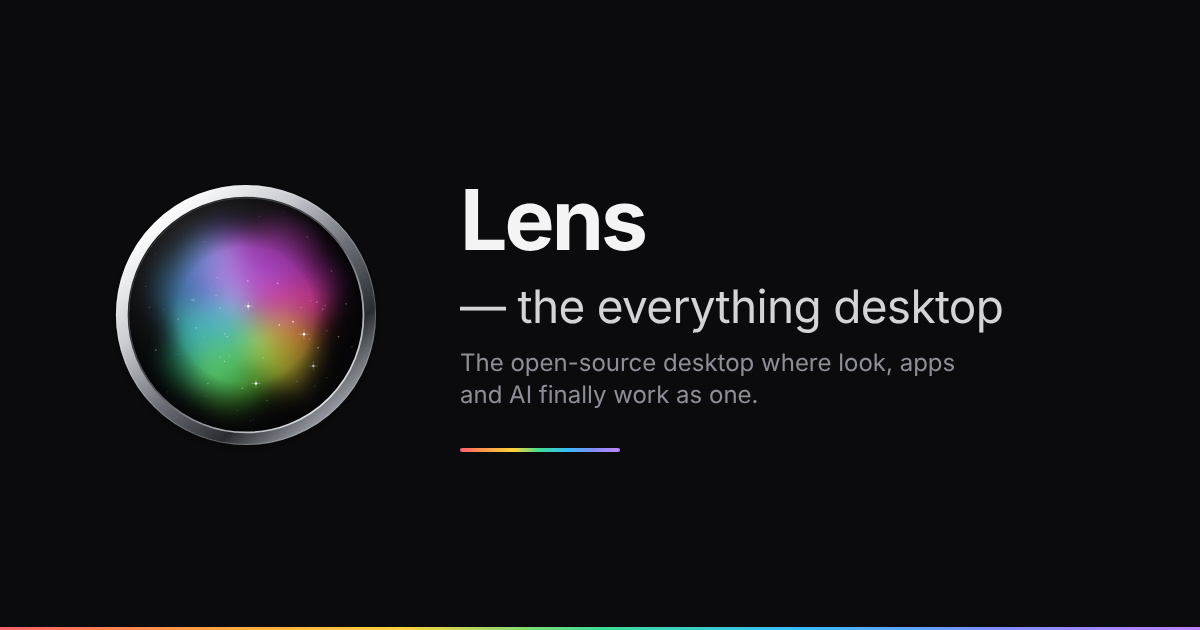 Lens
— the everything desktop
The open-source desktop where look, apps
and AI finally work as one.